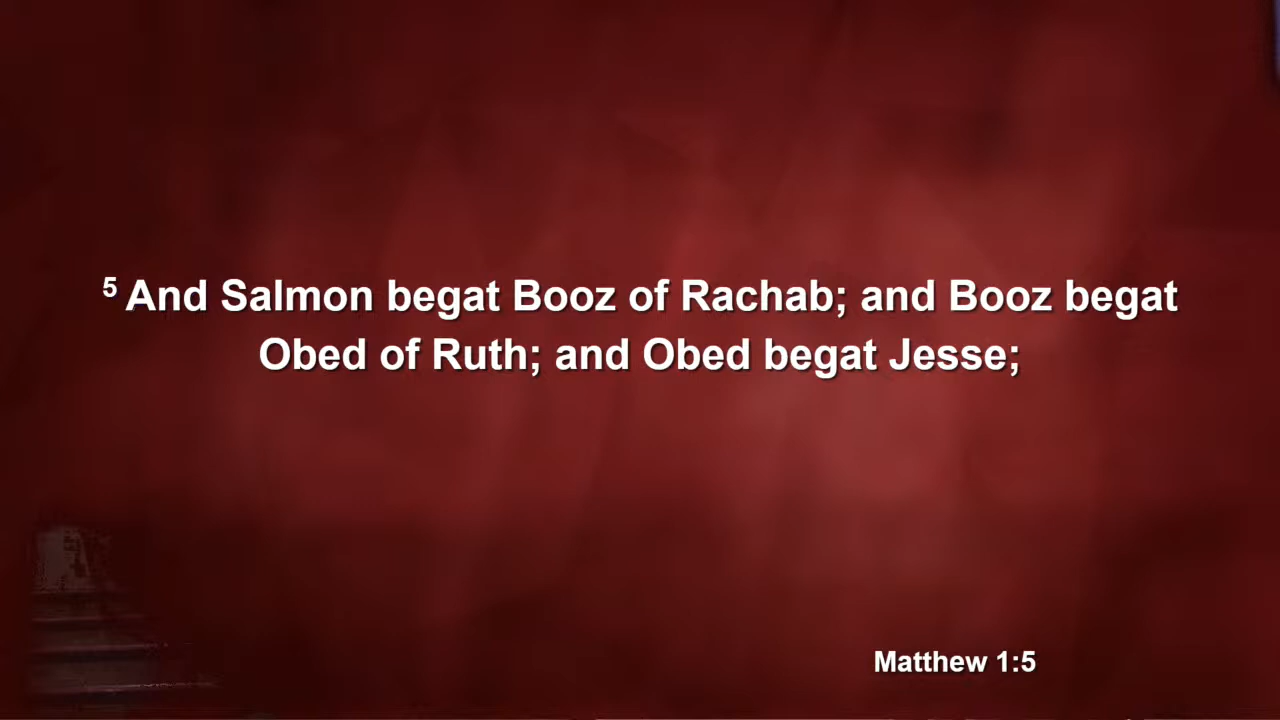 5 And Salmon begat Booz of Rachab; and Booz begat
Obed of Ruth; and Obed begat Jesse;
Matthew 1:5